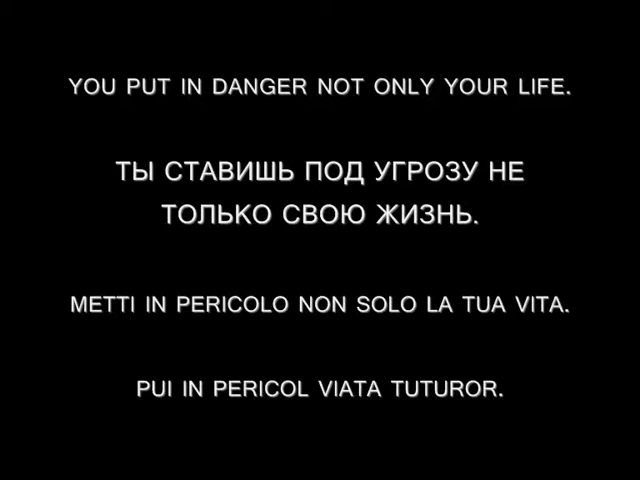 YOU PUT IN DANGER NOT ONLY YOUR LIFE.
ТЫ СТАВИШЬ ПОД УГРОЗУ НЕ
ТОЛЬКО СВОЮ ЖИЗНЬ.
METTI IN PERICOLO NON SOLO LA TUA VITA.
PUI IN PERICOL VIATA TUTUROR.